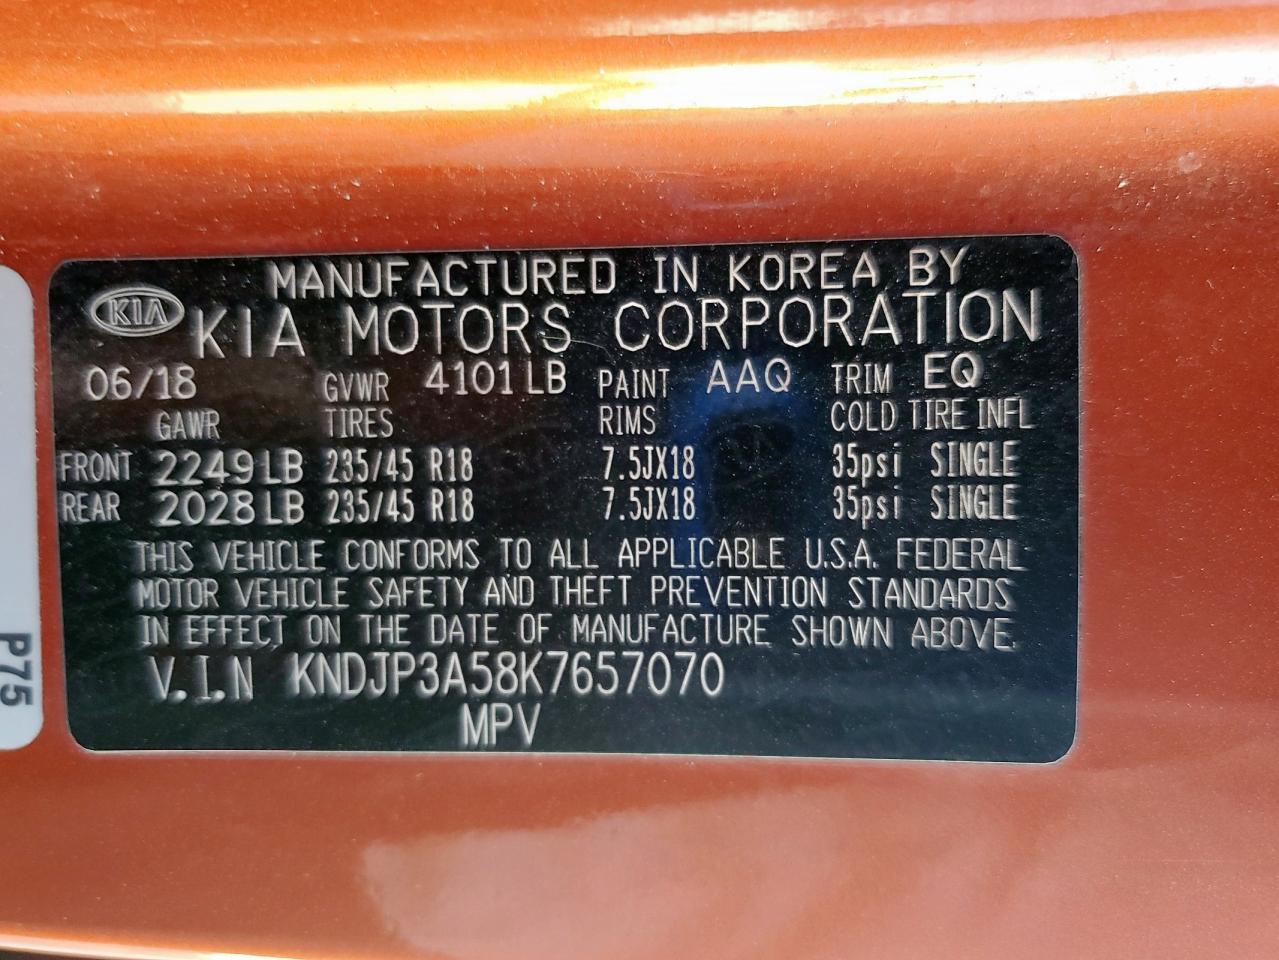 MANUFACTURED IN KOREA BY
KIA
KIA MOTORS CORPORATION
06/18 GVWR 4101 LB PAINT AAQ TRIM EQ
GAWR TIRES RIMS COLD TIRE INFL
FRONT 2249 LB 235/45 R18 7.5JX18 35psi SINGLE
REAR 2028 LB 235/45 R18 7.5JX18 35psi SINGLE
THIS VEHICLE CONFORMS TO ALL APPLICABLE U.S.A. FEDERAL
MOTOR VEHICLE SAFETY AND THEFT PREVENTION STANDARDS
IN EFFECT ON THE DATE OF MANUFACTURE SHOWN ABOVE.
V.I.N KNDJP3A58K7657070
MPV
P75